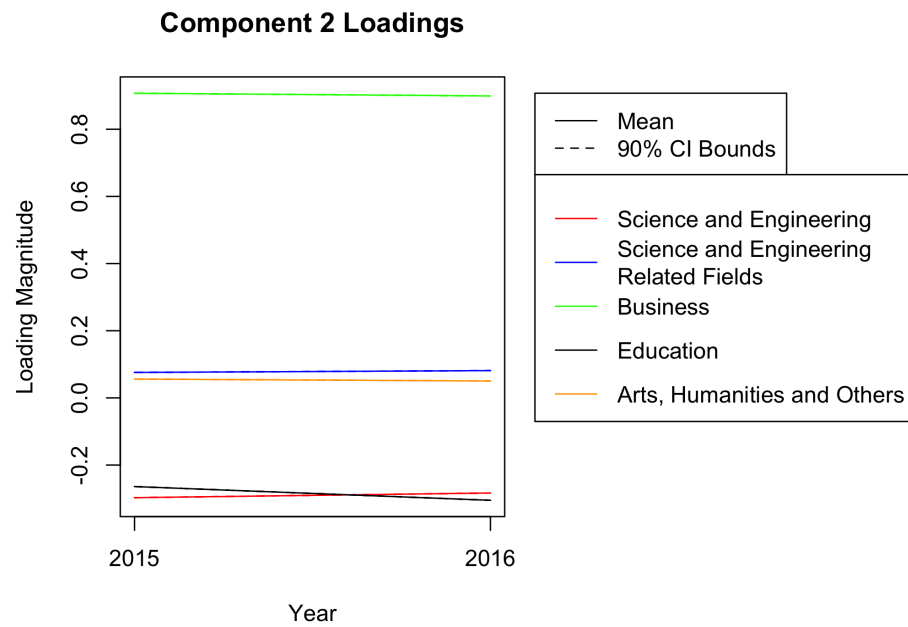 Component 2 Loadings
Loading Magnitude
0.8
0.6
0.4
0.2
0.0
-0.2
2015
2016
Year
Mean
90% CI Bounds
Science and Engineering
Science and Engineering
Related Fields
Business
Education
Arts, Humanities and Others